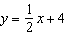 y = 1/2 x + 4